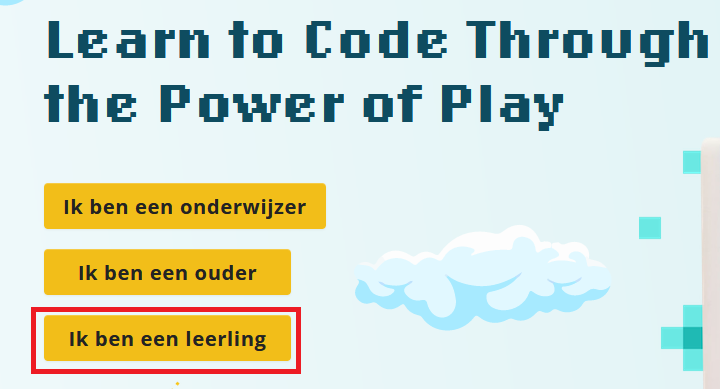 Learn to Code Through
the Power of Play
Ik ben een onderwijzer
Ik ben een ouder
Ik ben een leerling